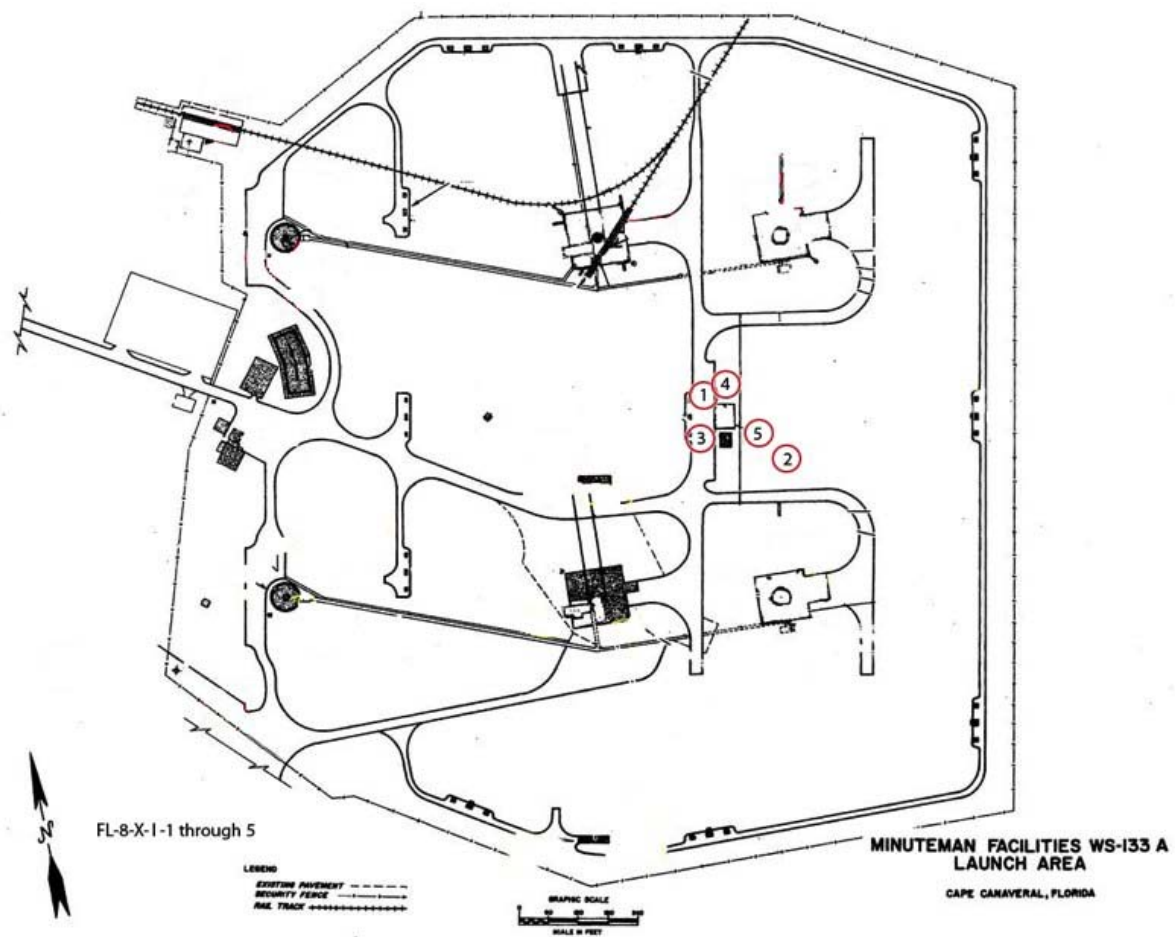 1
4
3
5
2
FL-8-X-I-1 through 5
LEGEND
EXISTING PAVEMENT
SECURITY FENCE
RAIL TRACK
GRAPHIC SCALE
SCALE IN FEET
MINUTEMAN FACILITIES WS-133 A
LAUNCH AREA
CAPE CANAVERAL, FLORIDA